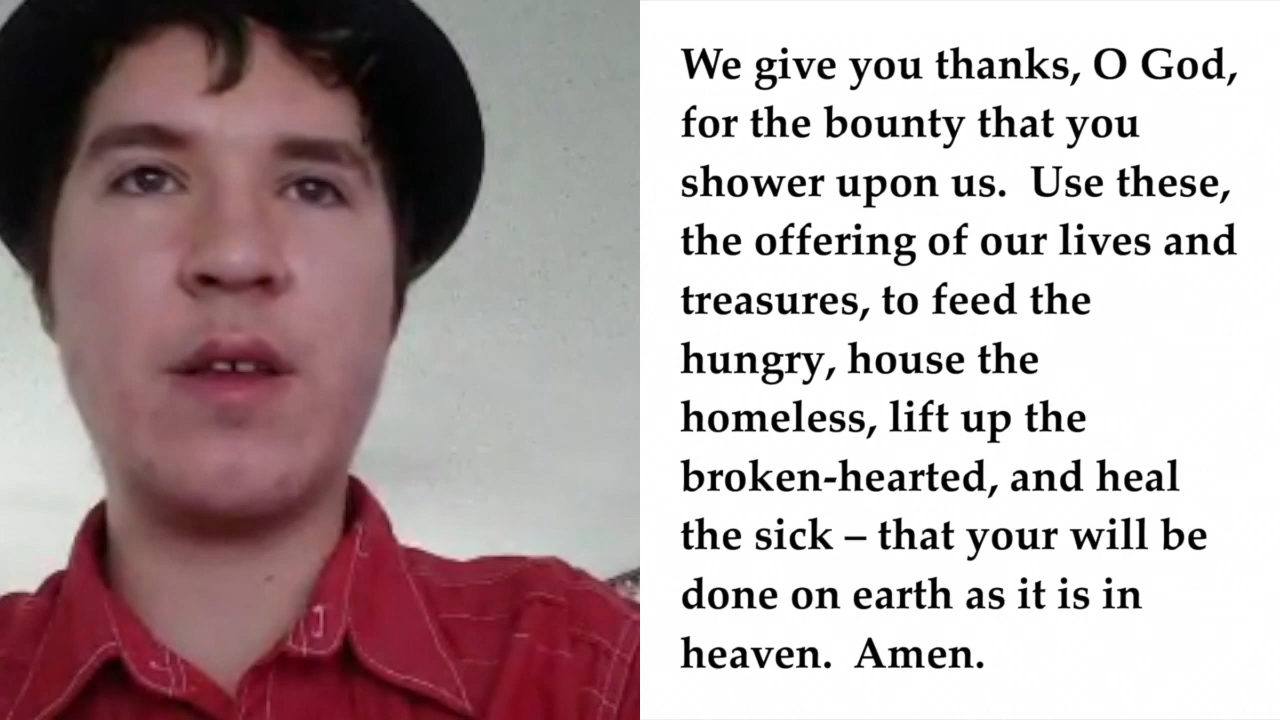 We give you thanks, O God,
for the bounty that you
shower upon us.  Use these,
the offering of our lives and
treasures, to feed the
hungry, house the
homeless, lift up the
broken-hearted, and heal
the sick – that your will be
done on earth as it is in
heaven.  Amen.